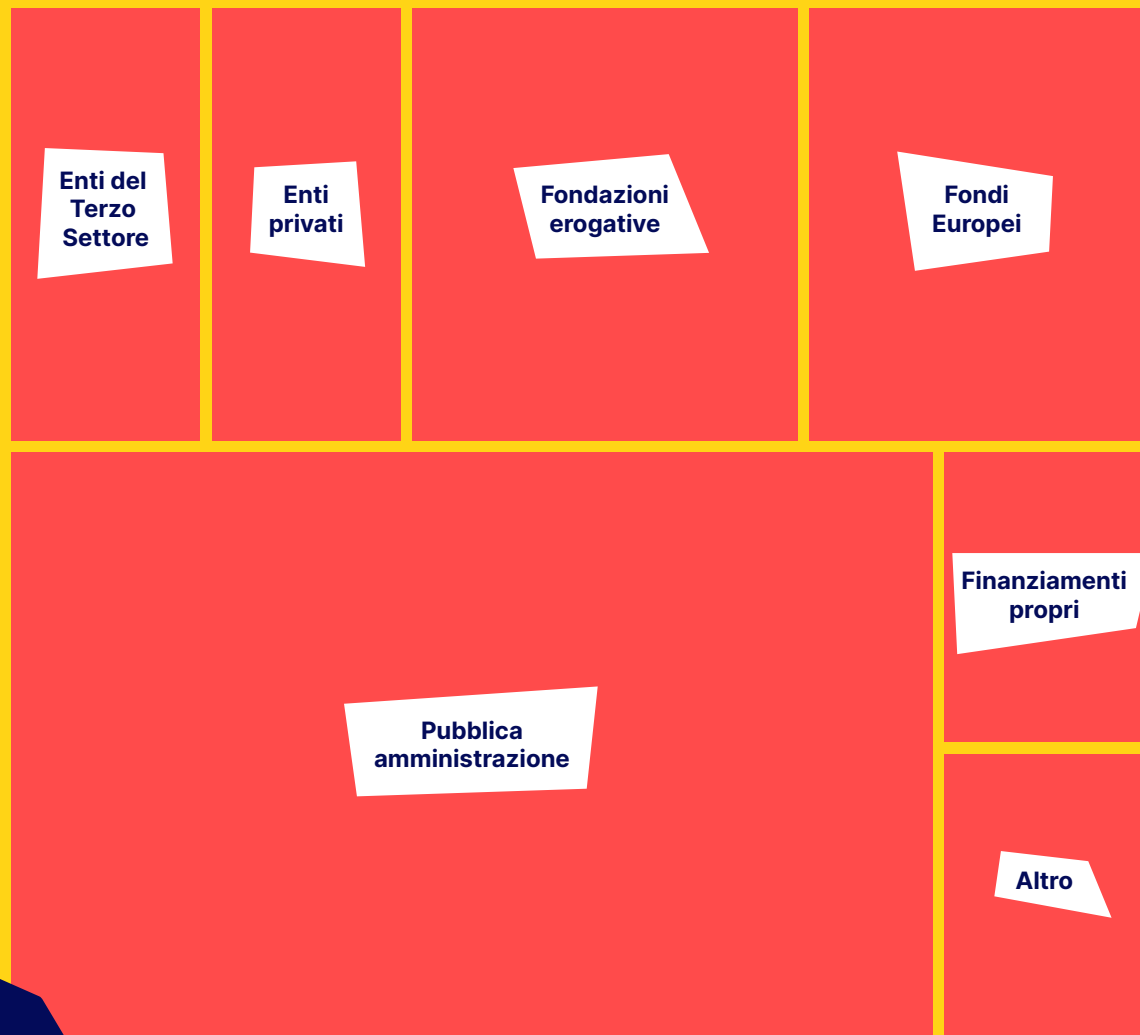 Enti del
Terzo
Settore
Enti
privati
Fondazioni
erogative
Fondi
Europei
Finanziamenti
propri
Pubblica
amministrazione
Altro